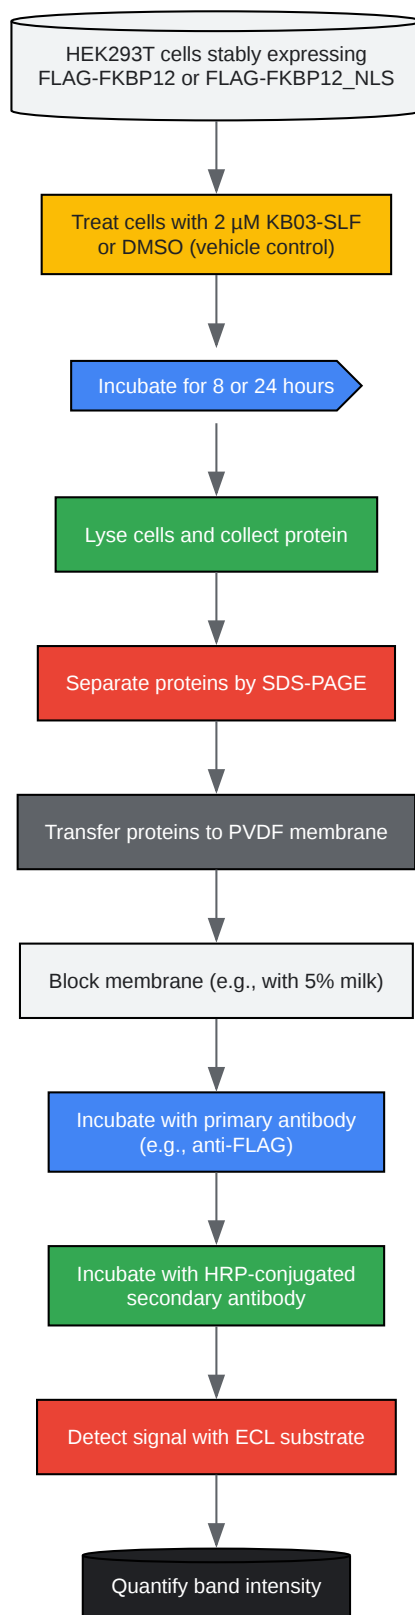 HEK293T cells stably expressing
FLAG-FKBP12 or FLAG-FKBP12_NLS
Treat cells with 2 µM KB03-SLF
or DMSO (vehicle control)
Incubate for 8 or 24 hours
Lyse cells and collect protein
Separate proteins by SDS-PAGE
Transfer proteins to PVDF membrane
Block membrane (e.g., with 5% milk)
Incubate with primary antibody
(e.g., anti-FLAG)
Incubate with HRP-conjugated
secondary antibody
Detect signal with ECL substrate
Quantify band intensity